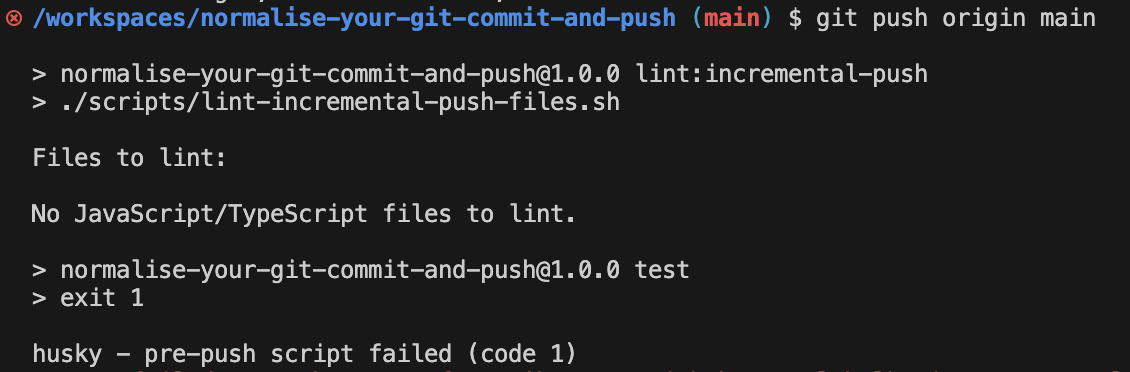 /workspaces/normalise-your-git-commit-and-push (main) $ git push origin main
> normalise-your-git-commit-and-push@1.0.0 lint:incremental-push
> ./scripts/lint-incremental-push-files.sh
Files to lint:
No JavaScript/TypeScript files to lint.
> normalise-your-git-commit-and-push@1.0.0 test
> exit 1
husky - pre-push script failed (code 1)